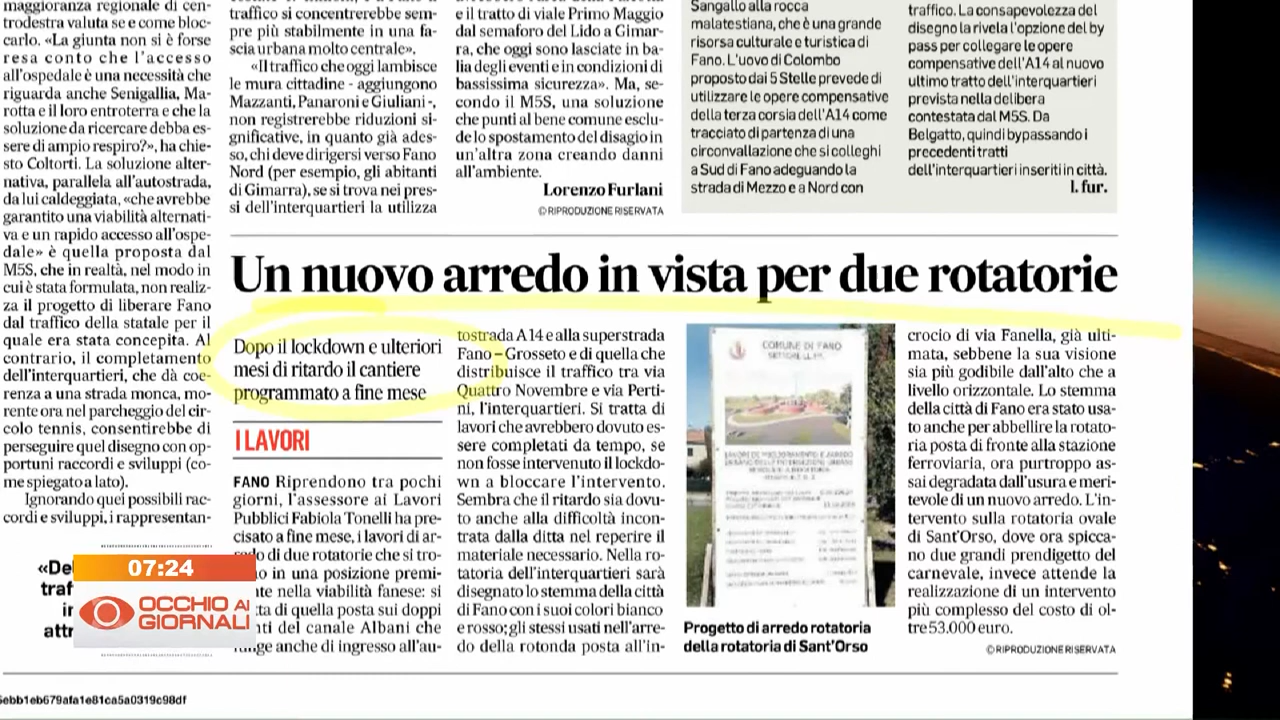 maggioranza regionale di cen-
trodestra valuta se e come bloc-
carlo. «La giunta non si è forse
resa conto che l'accesso
all'ospedale è una necessità che
riguarda anche Senigallia, Ma-
rotta e il loro entroterra e che la
soluzione da ricercare debba es-
sere di ampio respiro?», ha chie-
sto Coltorti. La soluzione alter-
nativa, parallela all'autostrada,
da lui caldeggiata, «che avrebbe
garantito una viabilità alternati-
va e un rapido accesso all'ospe-
dale» è quella proposta dal
M5S, che in realtà, nel modo in
cui è stata formulata, non realiz-
za il progetto di liberare Fano
dal traffico della statale per il
quale era stata concepita. Al
contrario, il completamento
dell'interquartieri, che dà coe-
renza a una strada monca, mo-
rente ora nel parcheggio del cir-
colo tennis, consentirebbe di
perseguire quel disegno con op-
portuni raccordi e sviluppi (co-
me spiegato a lato).
Ignorando quei possibili rac-
cordi e sviluppi, i rappresentan-
traffico si concentrerebbe sem-
pre più stabilmente in una fa-
scia urbana molto centrale».
«Il traffico che oggi lambisce
le mura cittadine - aggiungono
Mazzanti, Panaroni e Giuliani -,
non registrerebbe riduzioni si-
gnificative, in quanto già ades-
so, chi deve dirigersi verso Fano
Nord (per esempio, gli abitanti
di Gimarra), se si trova nei pres-
si dell'interquartieri la utilizza
e il tratto di viale Primo Maggio
dal semaforo del Lido a Gimar-
ra, che oggi sono lasciate in ba-
lia degli eventi e in condizioni di
bassissima sicurezza». Ma, se-
condo il M5S, una soluzione
che punti al bene comune esclu-
de lo spostamento del disagio in
un'altra zona creando danni
all'ambiente.
Lorenzo Furlani
© RIPRODUZIONE RISERVATA
Sangallo alla rocca
malatestiana, che è una grande
risorsa culturale e turistica di
Fano. L'uovo di Colombo
proposto dai 5 Stelle prevede di
utilizzare le opere compensative
della terza corsia dell'A14 come
tracciato di partenza di una
circonvallazione che si colleghi
a Sud di Fano adeguando la
strada di Mezzo e a Nord con
traffico. La consapevolezza del
disegno la rivela l'opzione del by
pass per collegare le opere
compensative dell'A14 al nuovo
ultimo tratto dell'interquartieri
prevista nella delibera
contestata dal M5S. Da
Belgatto, quindi bypassando i
precedenti tratti
dell'interquartieri inseriti in città.
l. fur.
Un nuovo arredo in vista per due rotatorie
Dopo il lockdown e ulteriori
mesi di ritardo il cantiere
programmato a fine mese
I LAVORI
FANO Riprendono tra pochi
giorni, l'assessore ai Lavori
Pubblici Fabiola Tonelli ha pre-
cisato a fine mese, i lavori di ar-
di due rotatorie che si tro-
in una posizione premi-
nella viabilità fanese: si
di quella posta sui doppi
del canale Albani che
anche di ingresso all'au-
tostrada A14 e alla superstrada
Fano – Grosseto e di quella che
distribuisce il traffico tra via
Quattro Novembre e via Perti-
ni, l'interquartieri. Si tratta di
lavori che avrebbero dovuto es-
sere completati da tempo, se
non fosse intervenuto il lockdo-
wn a boccare l'intervento.
Sembra che il ritardo sia dovu-
to anche alla difficoltà incon-
trata dalla ditta nel reperire il
materiale necessario. Nella ro-
tatoria dell'interquartieri sarà
disegnato lo stemma della città
di Fano con i suoi colori bianco
e rosso; gli stessi usati nell'arre-
do della rotonda posta all'in-
COMUNE DI FANO
Progetto di arredo rotatoria
della rotatoria di Sant'Orso
crocio di via Fanella, già ulti-
mata, sebbene la sua visione
sia più godibile dall'alto che a
livello orizzontale. Lo stemma
della città di Fano era stato usa-
to anche per abbellire la rotato-
ria posta di fronte alla stazione
ferroviaria, ora purtroppo as-
sai degradata dall'usura e meri-
tevole di un nuovo arredo. L'in-
tervento sulla rotatoria ovale
di Sant'Orso, dove ora spicca-
no due grandi prendigetto del
carnevale, invece attende la
realizzazione di un intervento
più complesso del costo di ol-
tre 53.000 euro.
© RIPRODUZIONE RISERVATA
07:24
OCCHIO AI
GIORNALI
5ebb1eb679afa1e81ca5a0319c98df